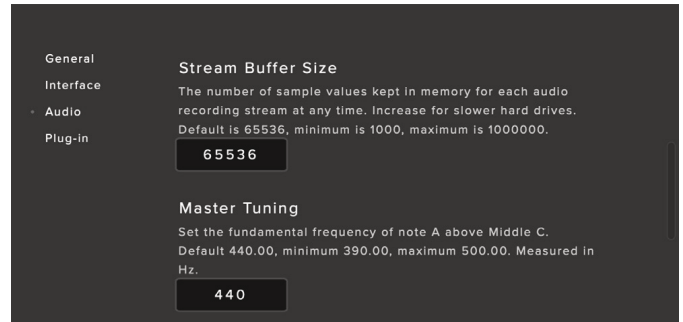 General
Interface
Audio
Plug-in
Stream Buffer Size
The number of sample values kept in memory for each audio
recording stream at any time. Increase for slower hard drives.
Default is 65536, minimum is 1000, maximum is 1000000.
65536
Master Tuning
Set the fundamental frequency of note A above Middle C.
Default 440.00, minimum 390.00, maximum 500.00. Measured in
Hz.
440